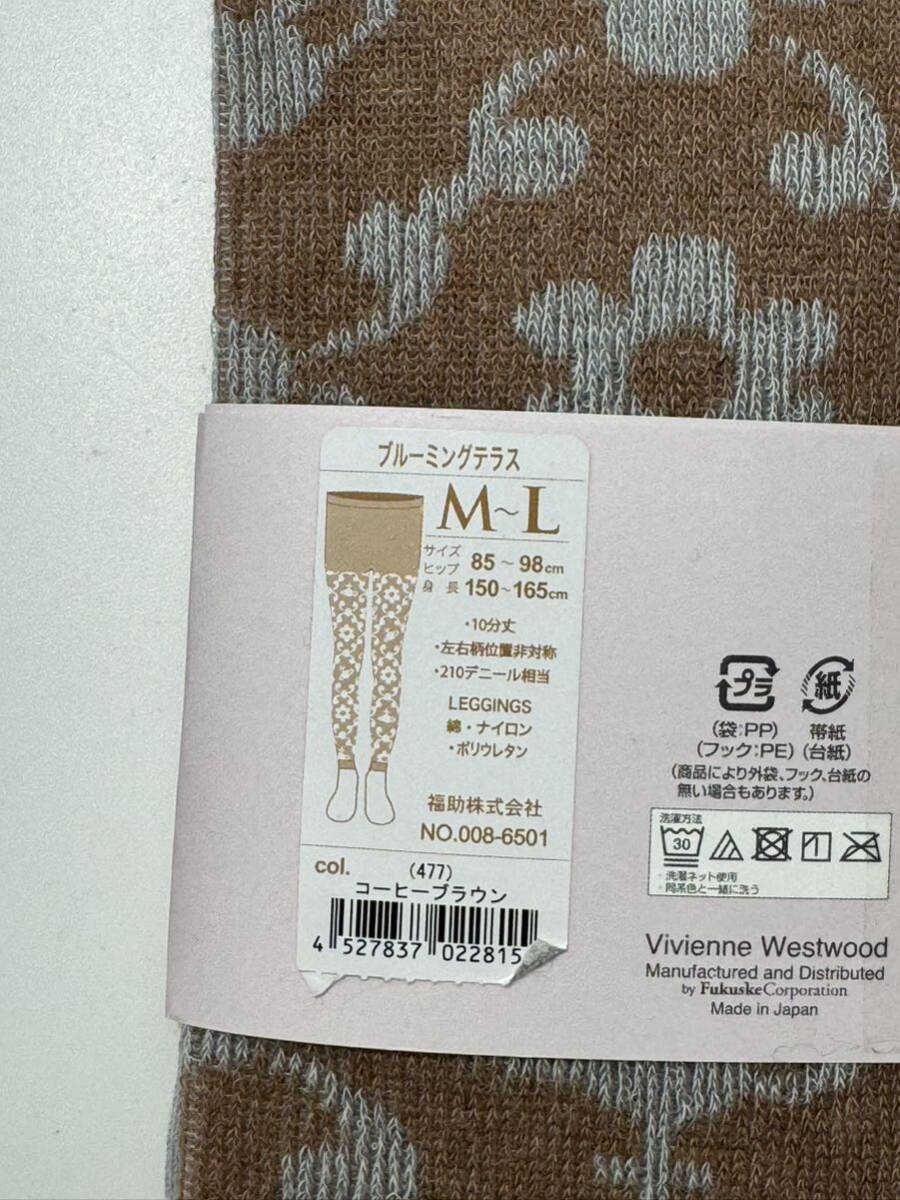 ブルーミングテラス
M~L
サイズ
ヒップ 85~98cm
身長 150~165cm
・10分丈
・左右柄位置非対称
・210デニール相当
LEGGINGS
綿・ナイロン
・ポリウレタン
福助株式会社
NO.008-6501
col. (477)
コーヒーブラウン
4 527837 022815
プラ
紙
(袋:PP)
(フック:PE)
帯紙
(台紙)
(商品により外袋、フック、台紙の
無い場合もあります。)
洗濯方法
30
・洗濯ネット使用
・同系色と一緒に洗う
Vivienne Westwood
Manufactured and Distributed
by FukuskeCorporation
Made in Japan